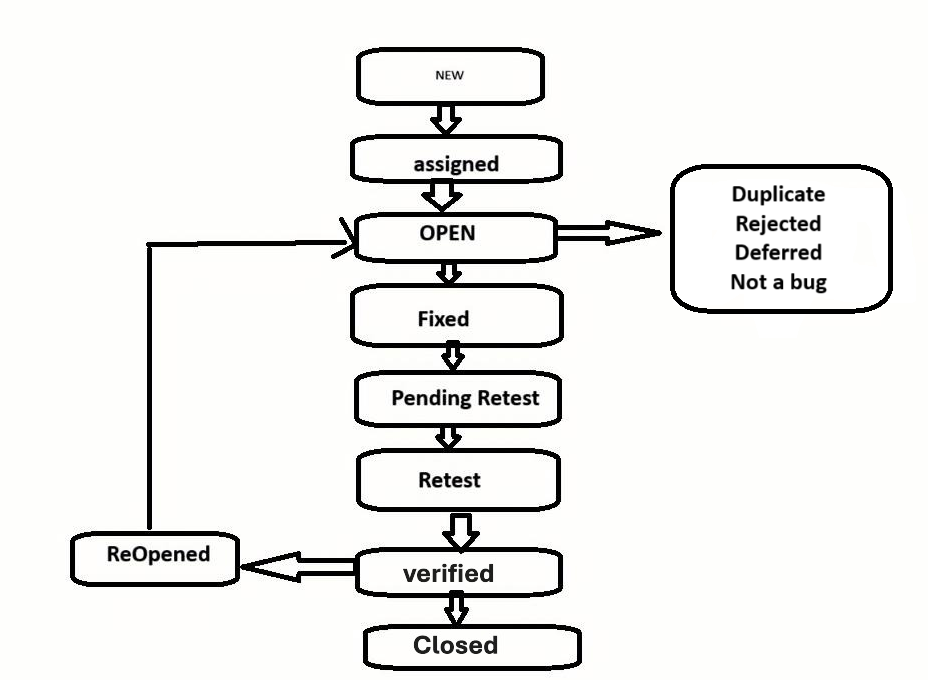 NEW
assigned
OPEN
Duplicate
Rejected
Deferred
Not a bug
Fixed
Pending Retest
Retest
ReOpened
verified
Closed